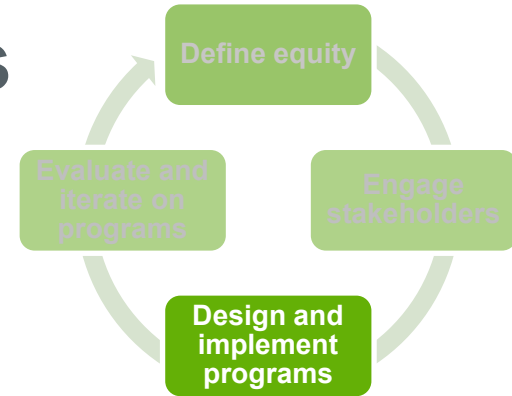 s
Define equity
Evaluate and
iterate on
programs
Engage
stakeholders
Design and
implement
programs